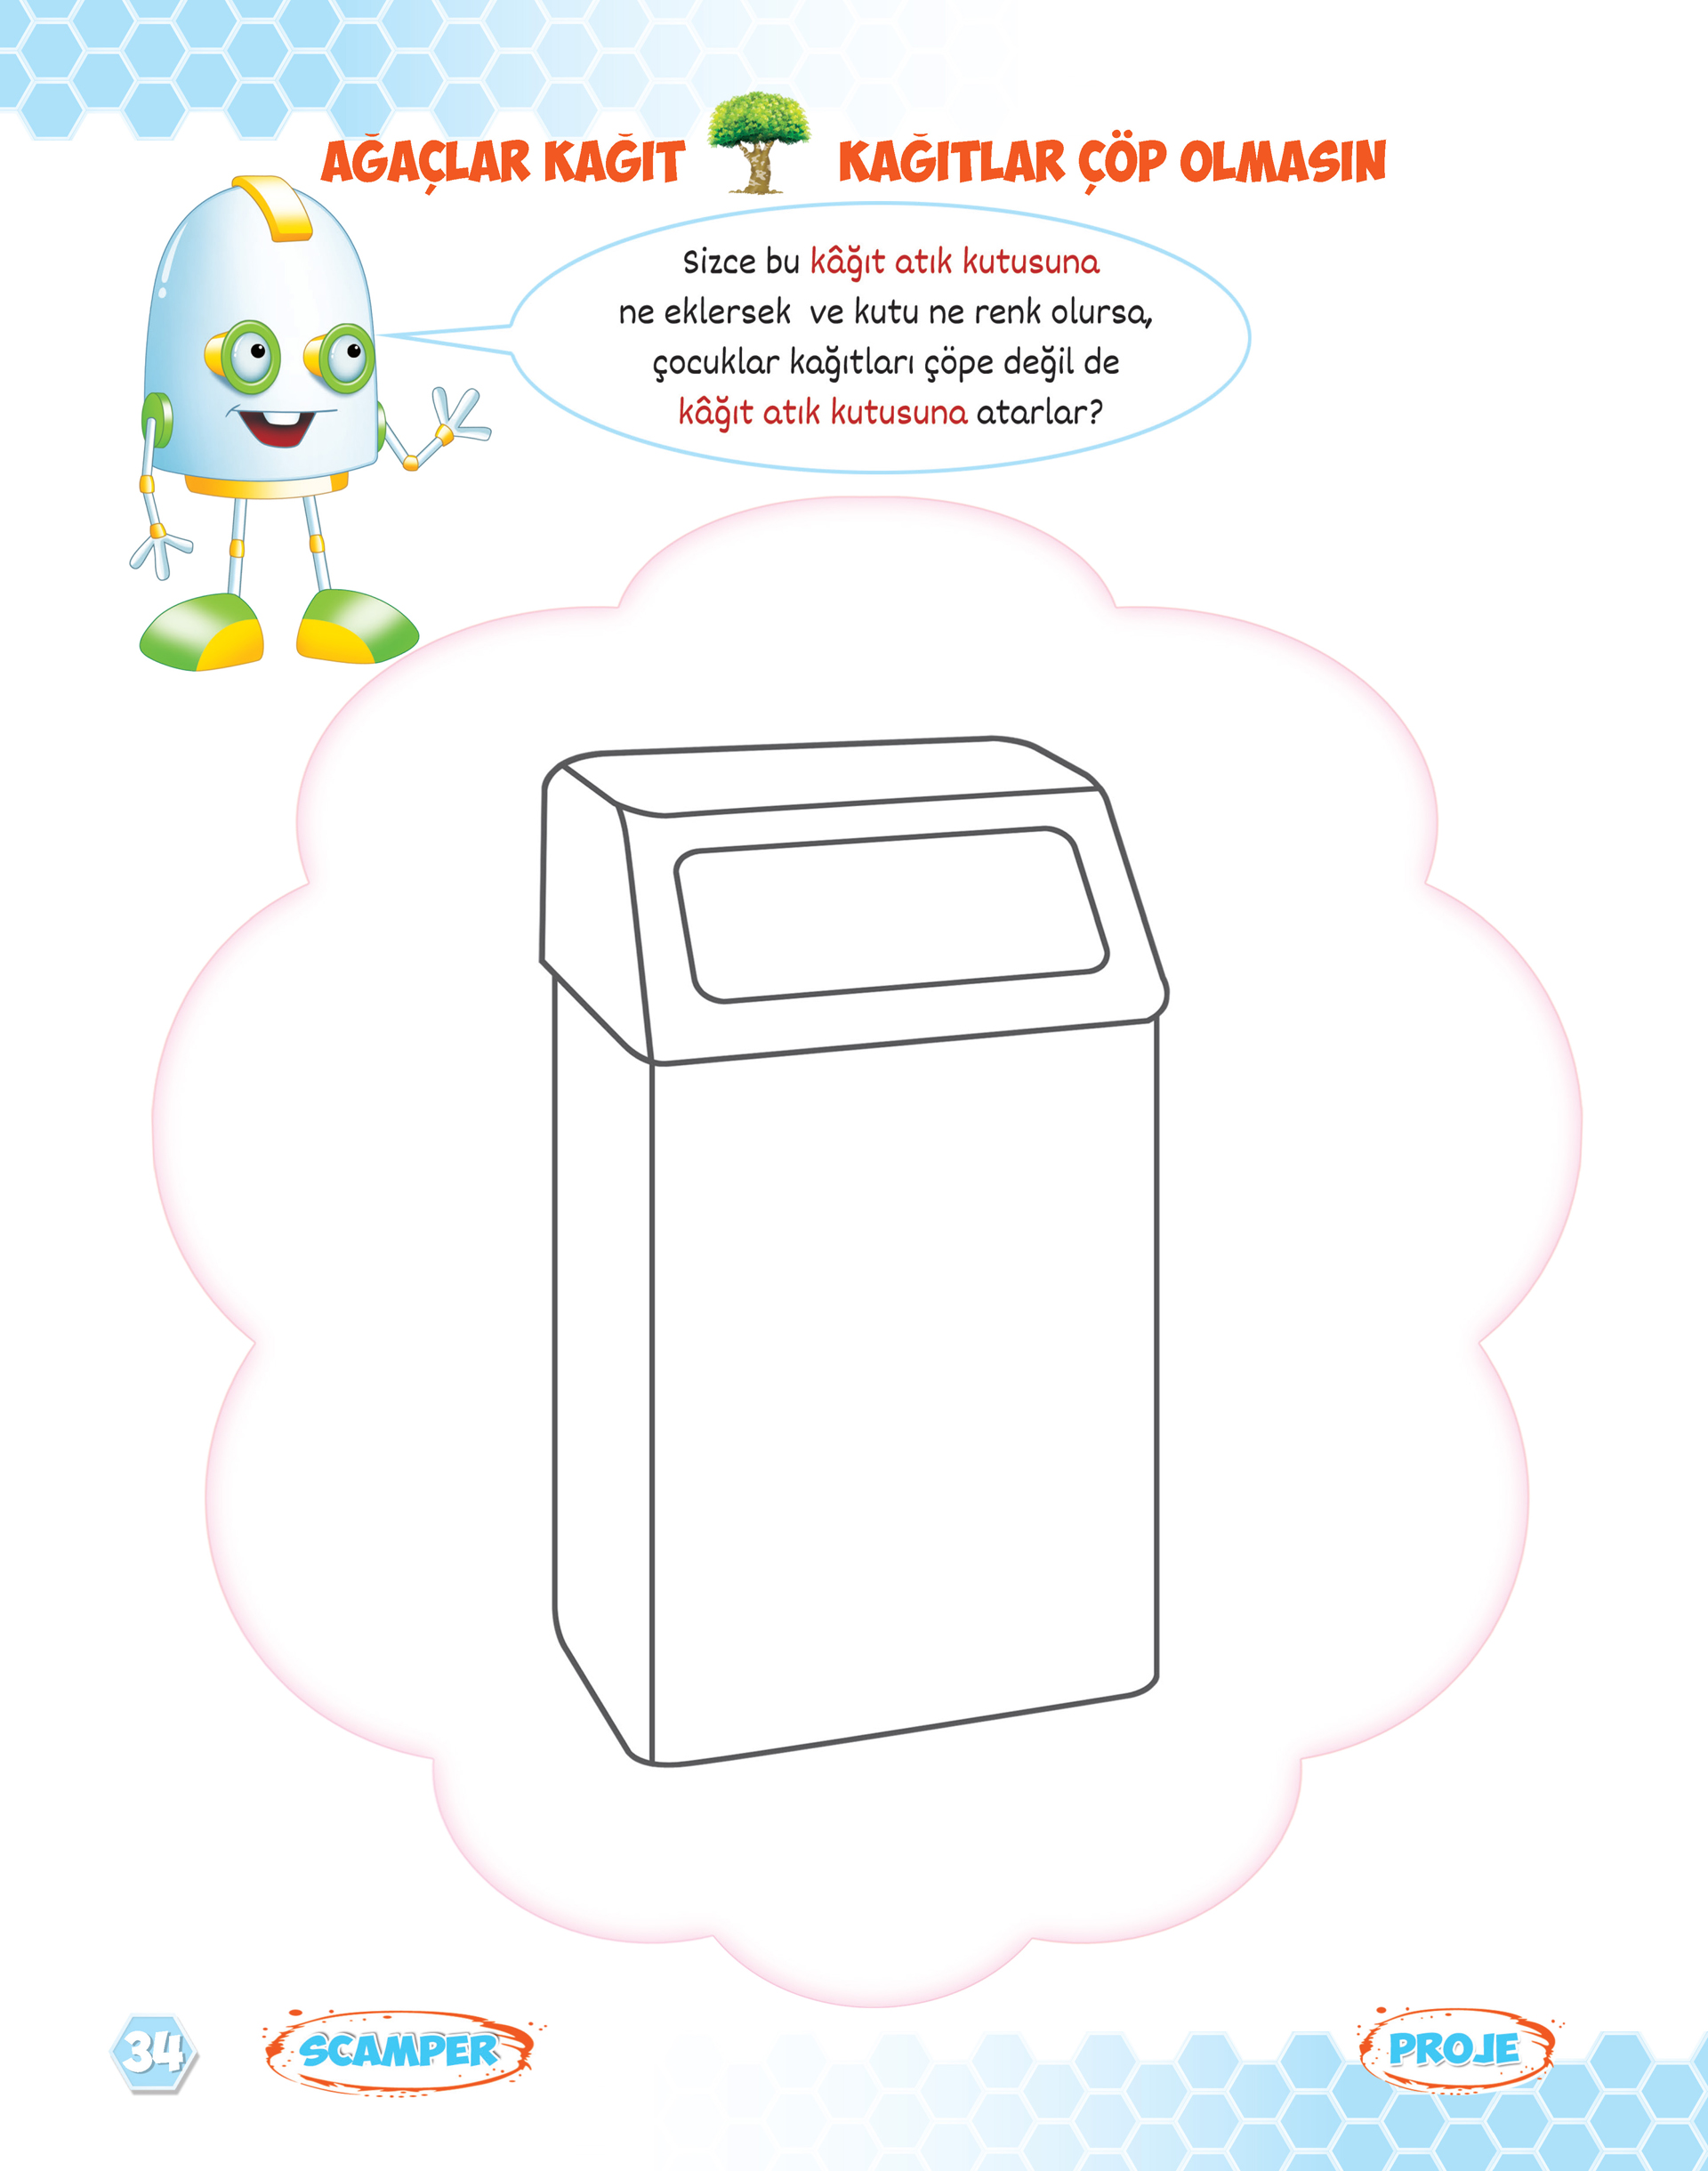 AĞAÇLAR KAĞIT KAĞITLAR ÇÖP OLMASIN
Sizce bu kâğıt atık kutusuna
ne eklersek ve kutu ne renk olursa,
çocuklar kağıtları çöpe değil de
kâğıt atık kutusuna atarlar?
34 SCAMPER PROJE